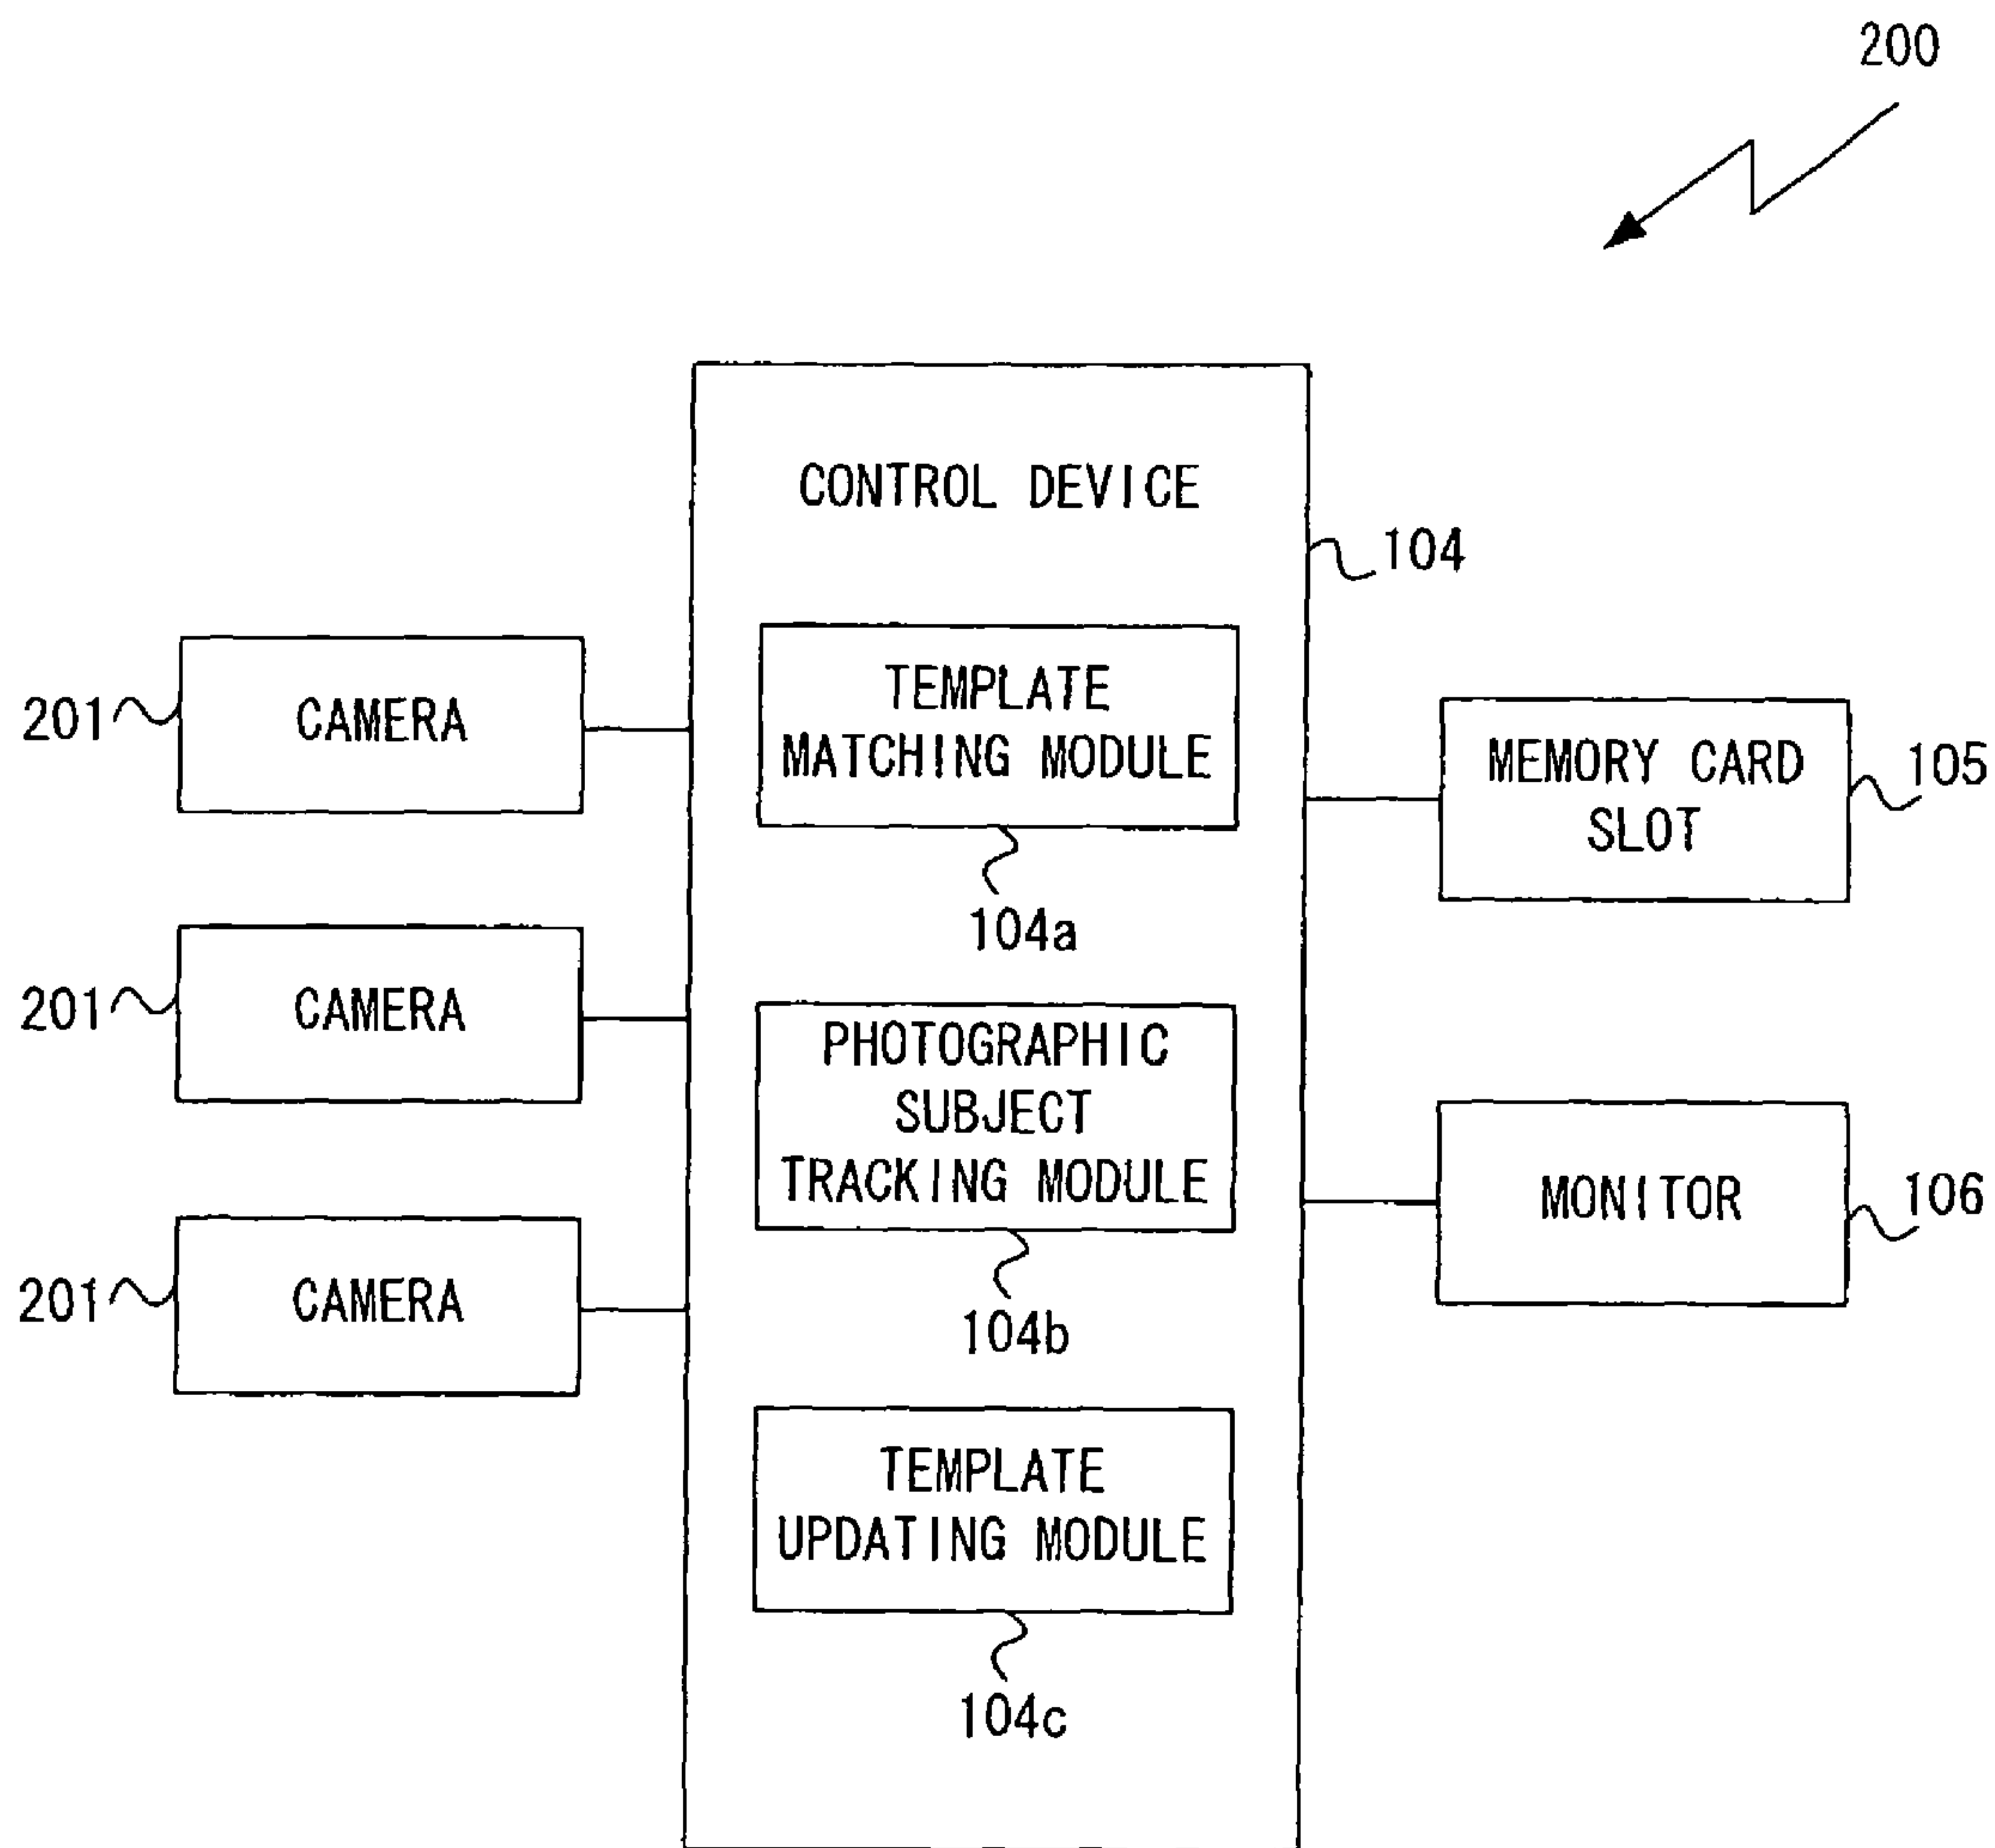 200
CONTROL DEVICE
104
TEMPLATE
MATCHING MODULE
104a
201
CAMERA
201
CAMERA
201
CAMERA
PHOTOGRAPHIC
SUBJECT
TRACKING MODULE
104b
TEMPLATE
UPDATING MODULE
104c
MEMORY CARD
SLOT
105
MONITOR
106